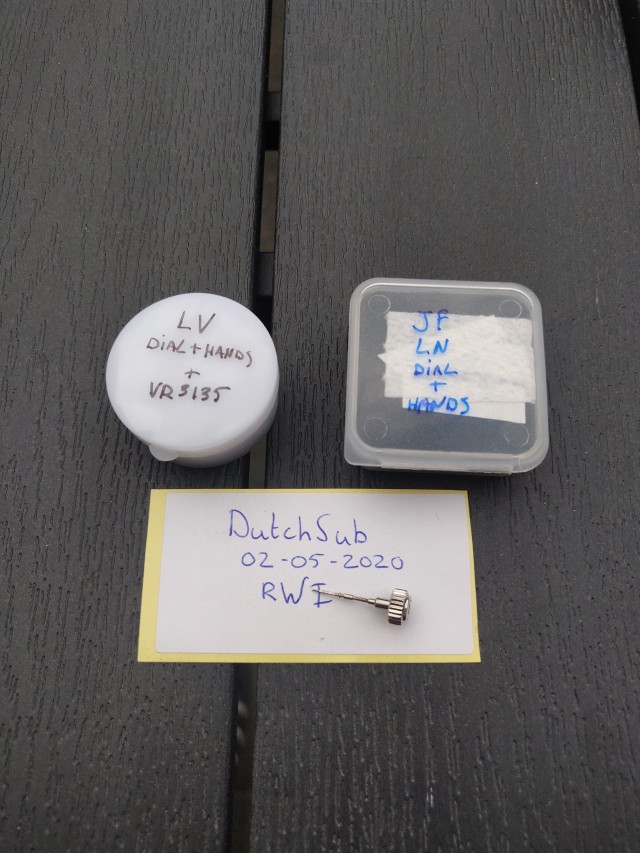 LV
DIAL + HANDS
+
VR3135
JF
LN
DIAL
+
HANDS
DutchSub
02-05-2020
RWI